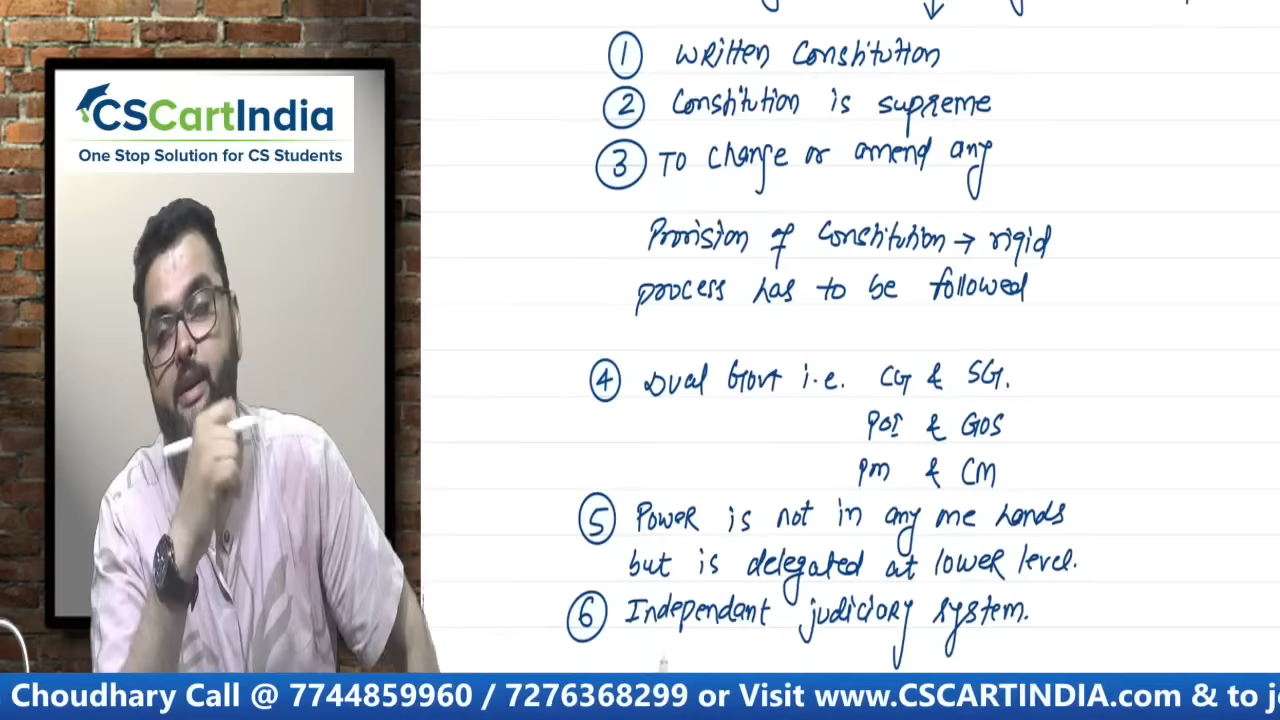 CSCartIndia
One Stop Solution for CS Students
① Written Constitution
② Constitution is supreme
③ To change or amend any
Provision of Constitution → rigid
process has to be followed
④ Dual Govt i.e. CG & SG.
POI & GOS
PM & CM
⑤ Power is not in any one hands
but is delegated at lower level.
⑥ Independant judiciory system.
Choudhary Call @ 7744859960 / 7276368299 or Visit www.CSCARTINDIA.com & to j